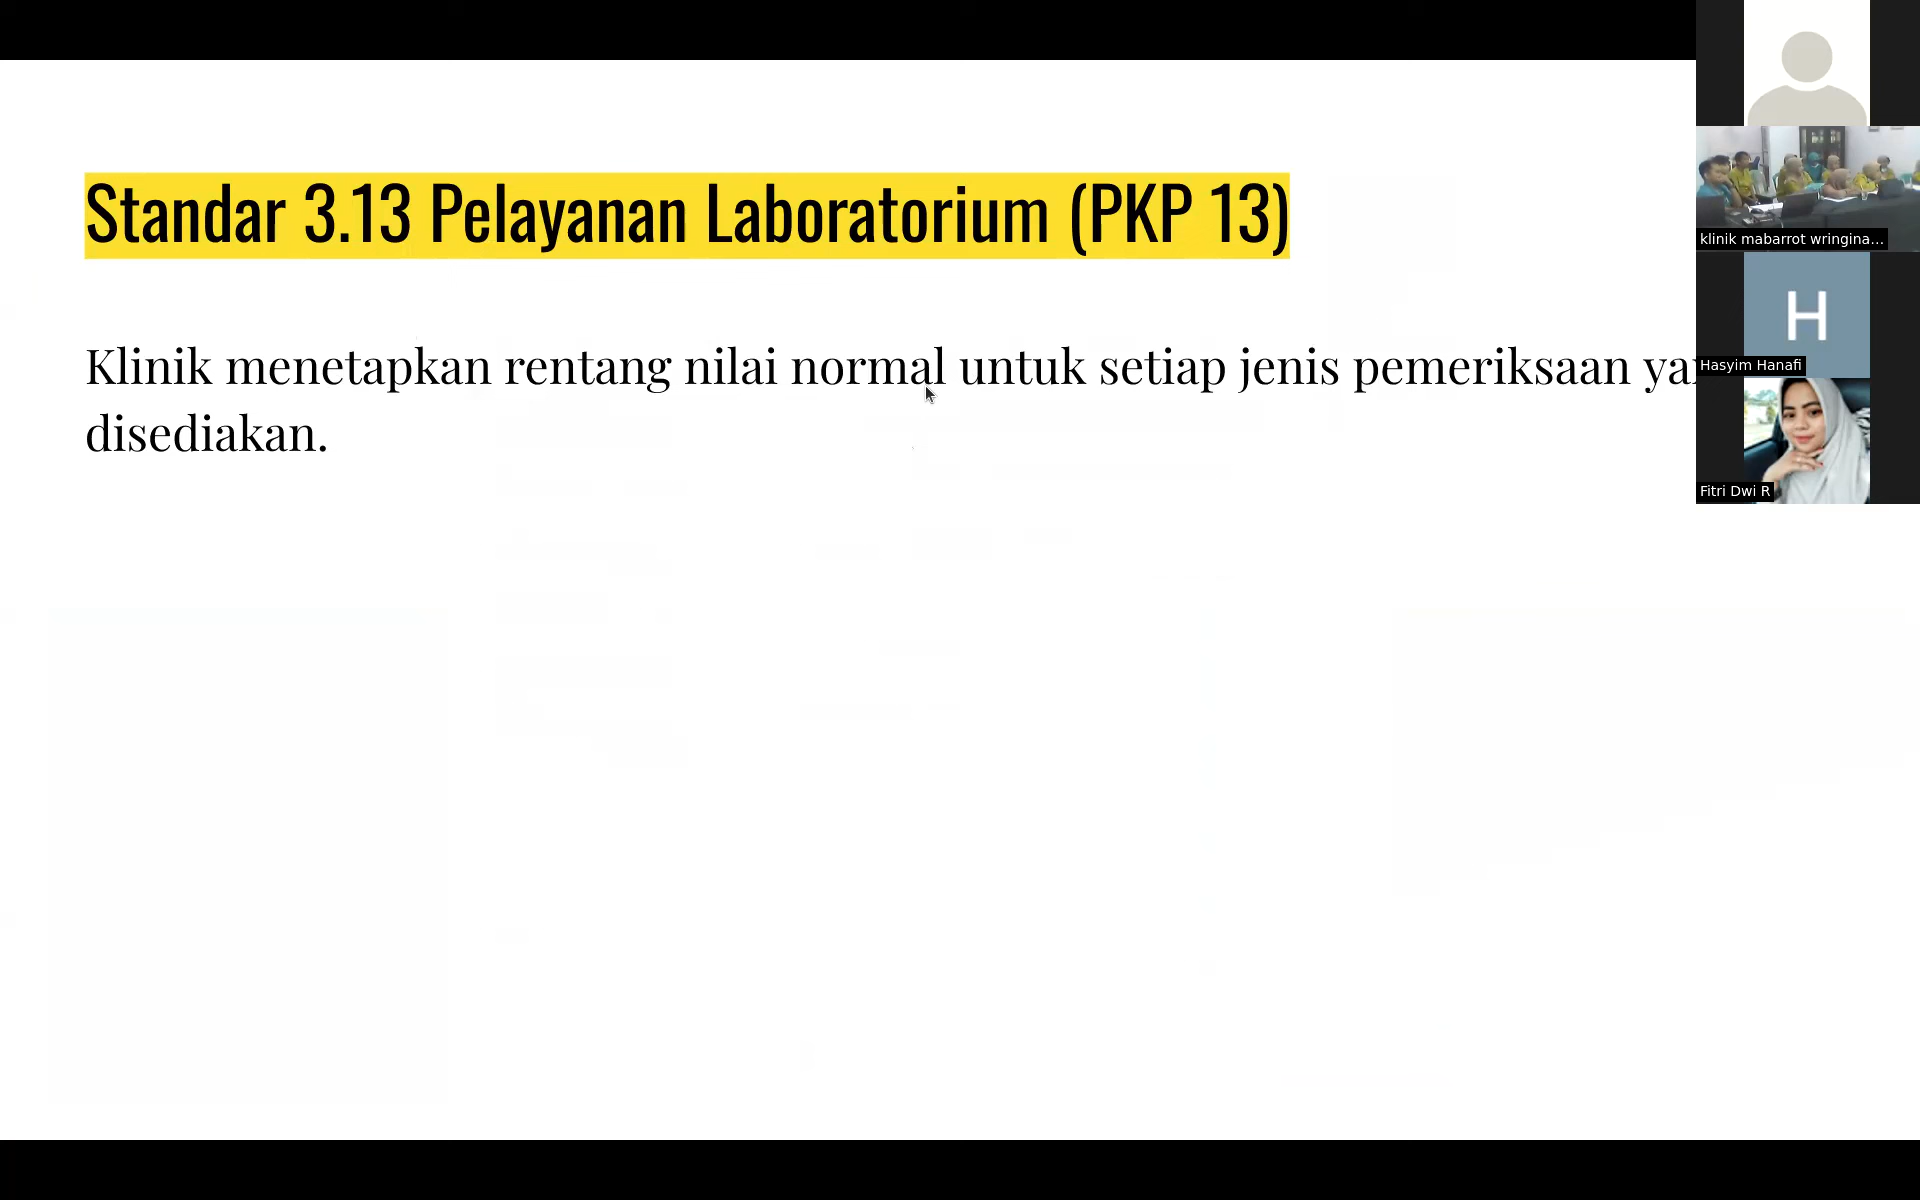 Standar 3.13 Pelayanan Laboratorium (PKP 13)
Klinik menetapkan rentang nilai normal untuk setiap jenis pemeriksaan
disediakan.
klinik mabarrot wringina...
H
Hasyim Hanafi
Fitri Dwi R